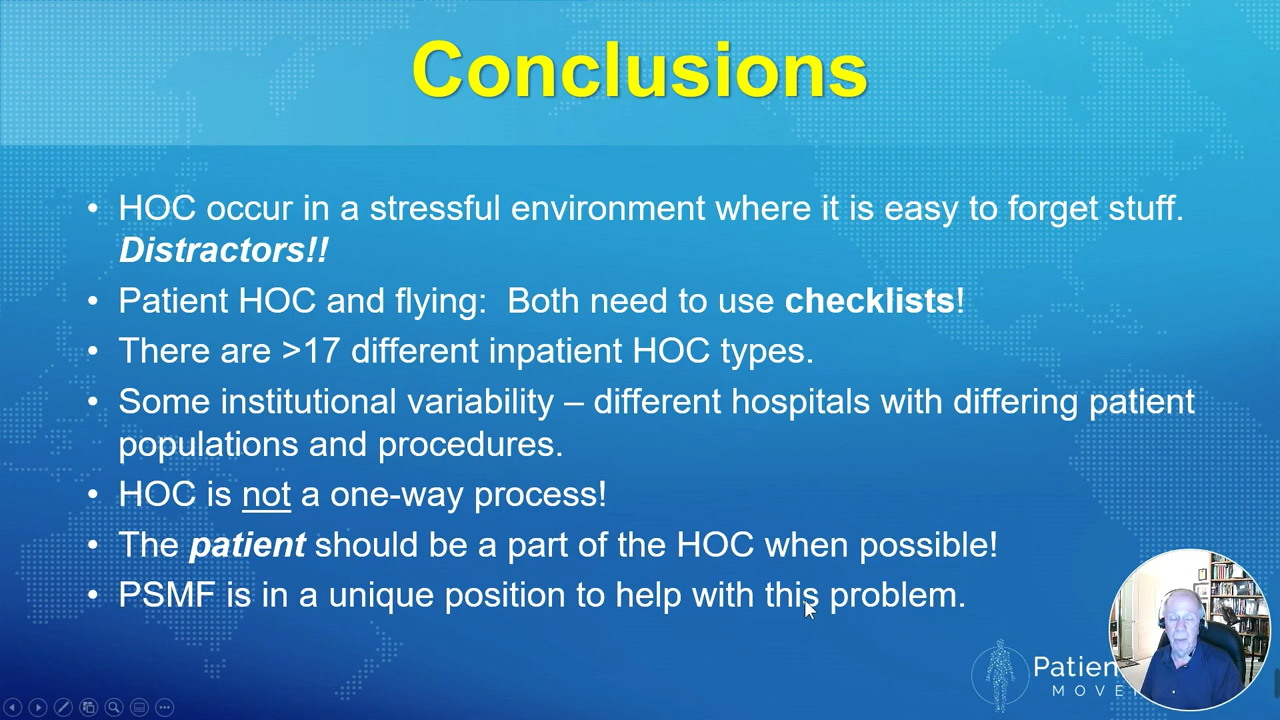 Conclusions
• HOC occur in a stressful environment where it is easy to forget stuff.
Distractors!!
• Patient HOC and flying:  Both need to use checklists!
• There are >17 different inpatient HOC types.
• Some institutional variability – different hospitals with differing patient
populations and procedures.
• HOC is not a one-way process!
• The patient should be a part of the HOC when possible!
• PSMF is in a unique position to help with this problem.